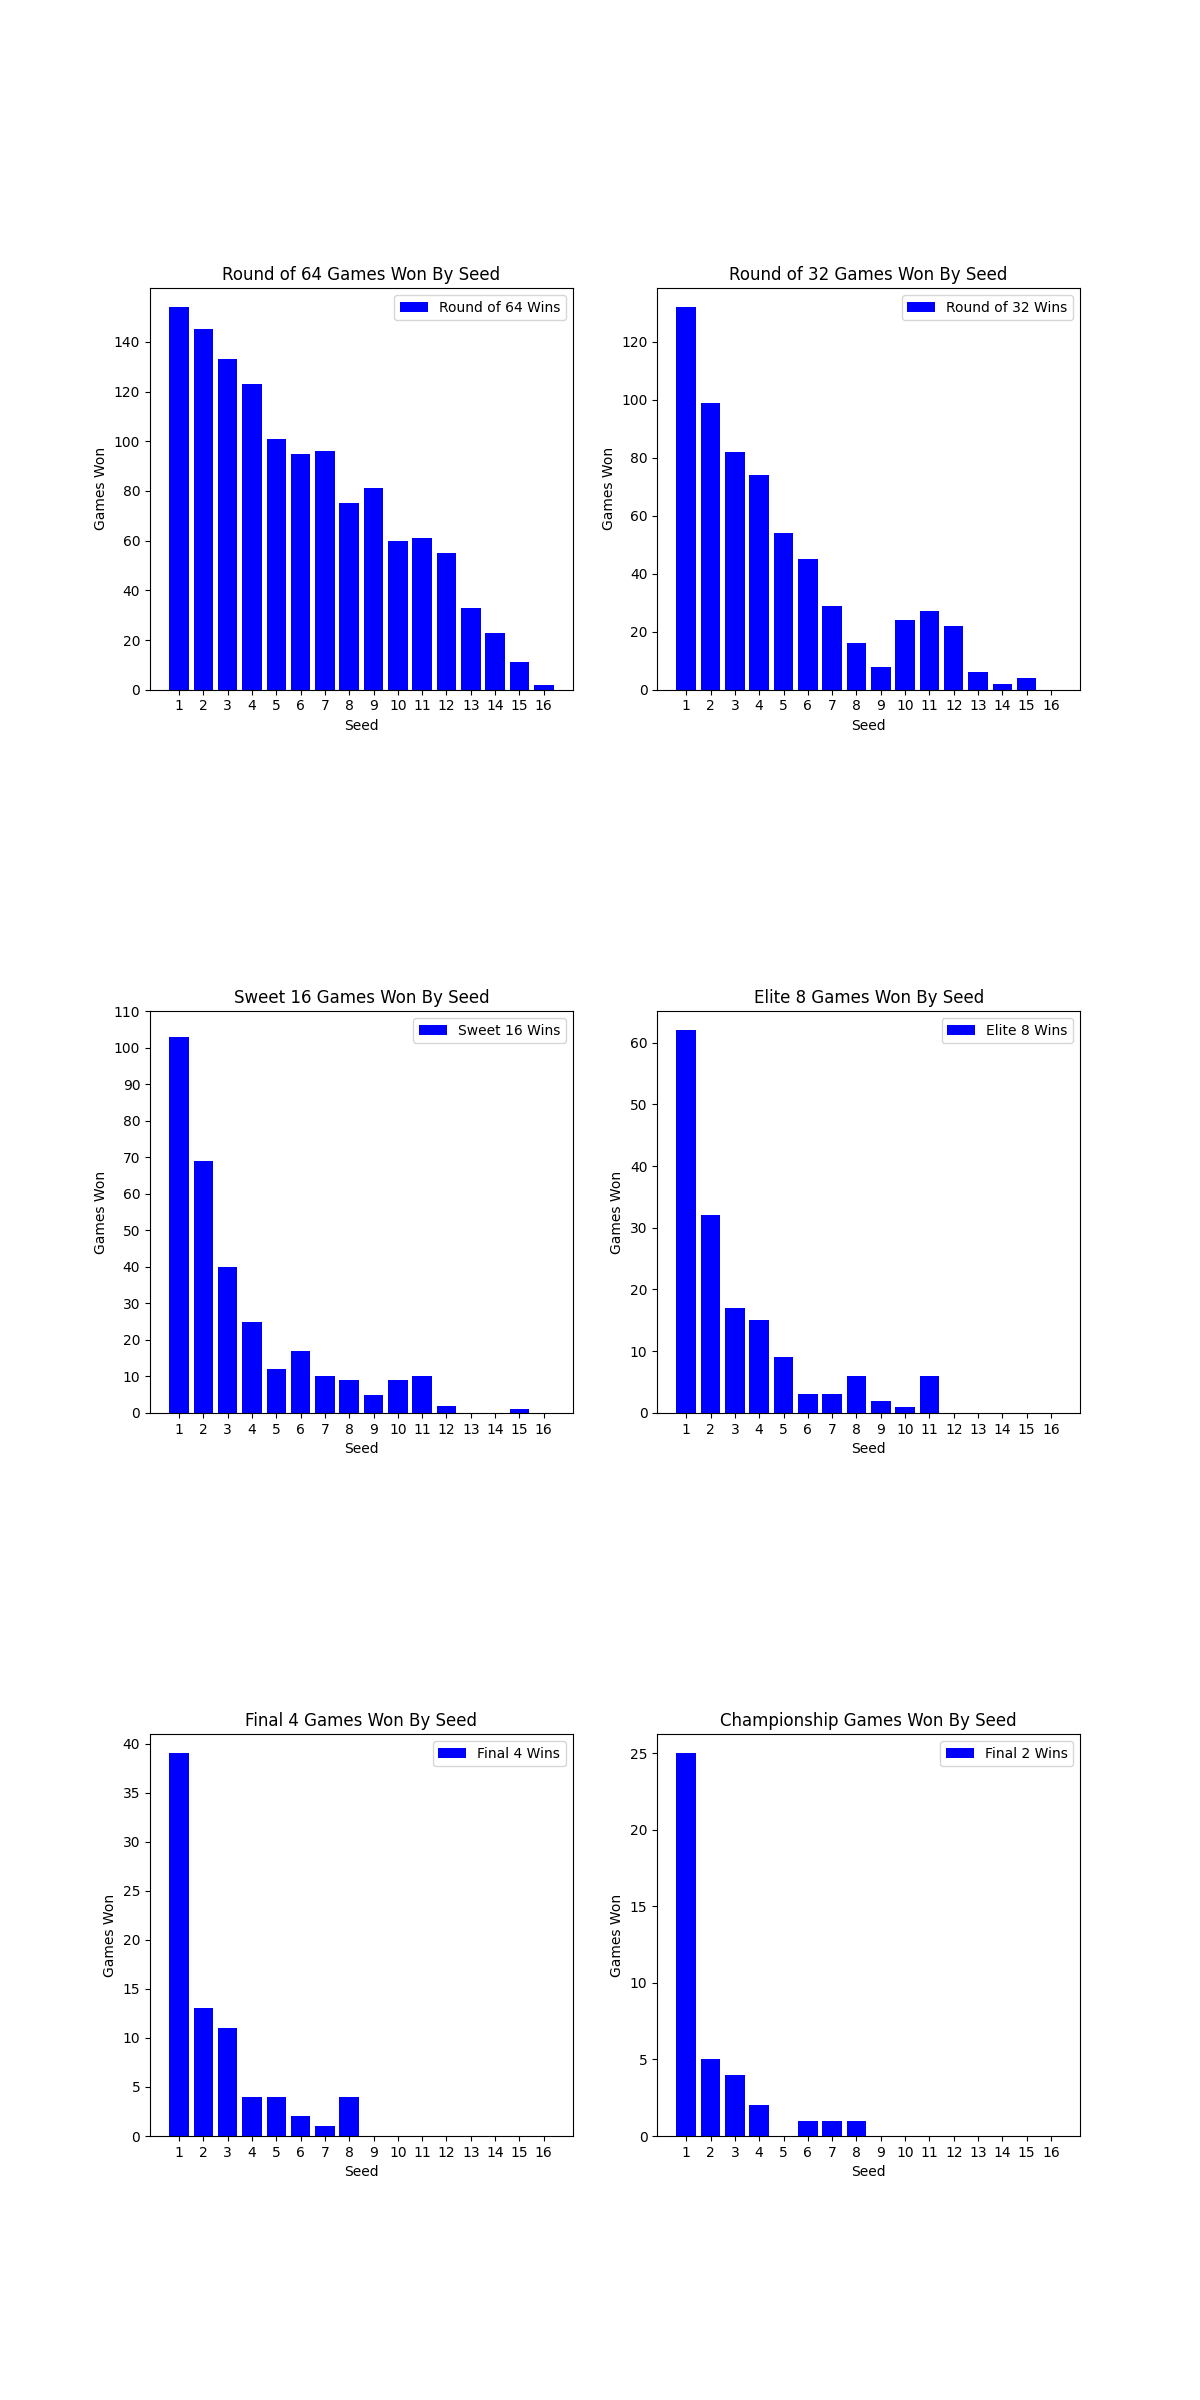 Round of 64 Games Won By Seed
Round of 64 Wins
140
120
100
80
60
40
20
0
Games Won
1 2 3 4 5 6 7 8 9 10 11 12 13 14 15 16
Seed
Round of 32 Games Won By Seed
Round of 32 Wins
120
100
80
60
40
20
0
Games Won
1 2 3 4 5 6 7 8 9 10 11 12 13 14 15 16
Seed
Sweet 16 Games Won By Seed
Sweet 16 Wins
110
100
90
80
70
60
50
40
30
20
10
0
Games Won
1 2 3 4 5 6 7 8 9 10 11 12 13 14 15 16
Seed
Elite 8 Games Won By Seed
Elite 8 Wins
60
50
40
30
20
10
0
Games Won
1 2 3 4 5 6 7 8 9 10 11 12 13 14 15 16
Seed
Final 4 Games Won By Seed
Final 4 Wins
40
35
30
25
20
15
10
5
0
Games Won
1 2 3 4 5 6 7 8 9 10 11 12 13 14 15 16
Seed
Championship Games Won By Seed
Final 2 Wins
25
20
15
10
5
0
Games Won
1 2 3 4 5 6 7 8 9 10 11 12 13 14 15 16
Seed